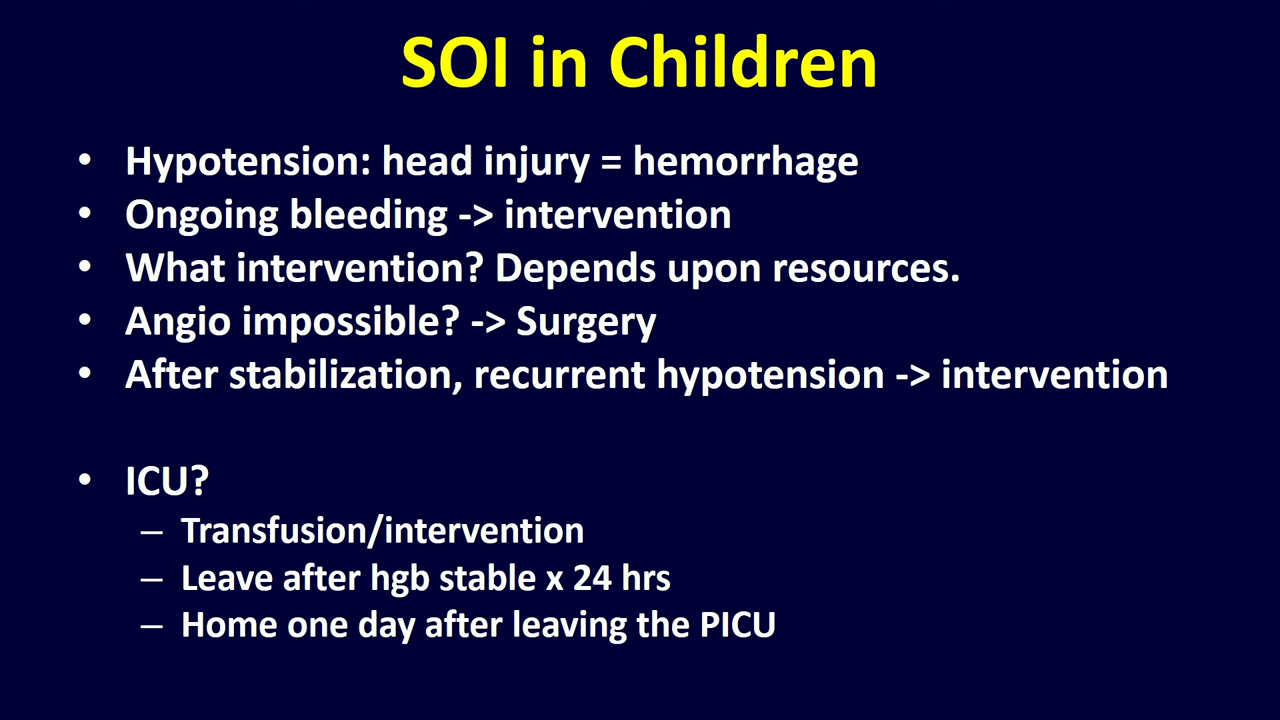 SOI in Children
• Hypotension: head injury = hemorrhage
• Ongoing bleeding -> intervention
• What intervention? Depends upon resources.
• Angio impossible? -> Surgery
• After stabilization, recurrent hypotension -> intervention
• ICU?
– Transfusion/intervention
– Leave after hgb stable x 24 hrs
– Home one day after leaving the PICU